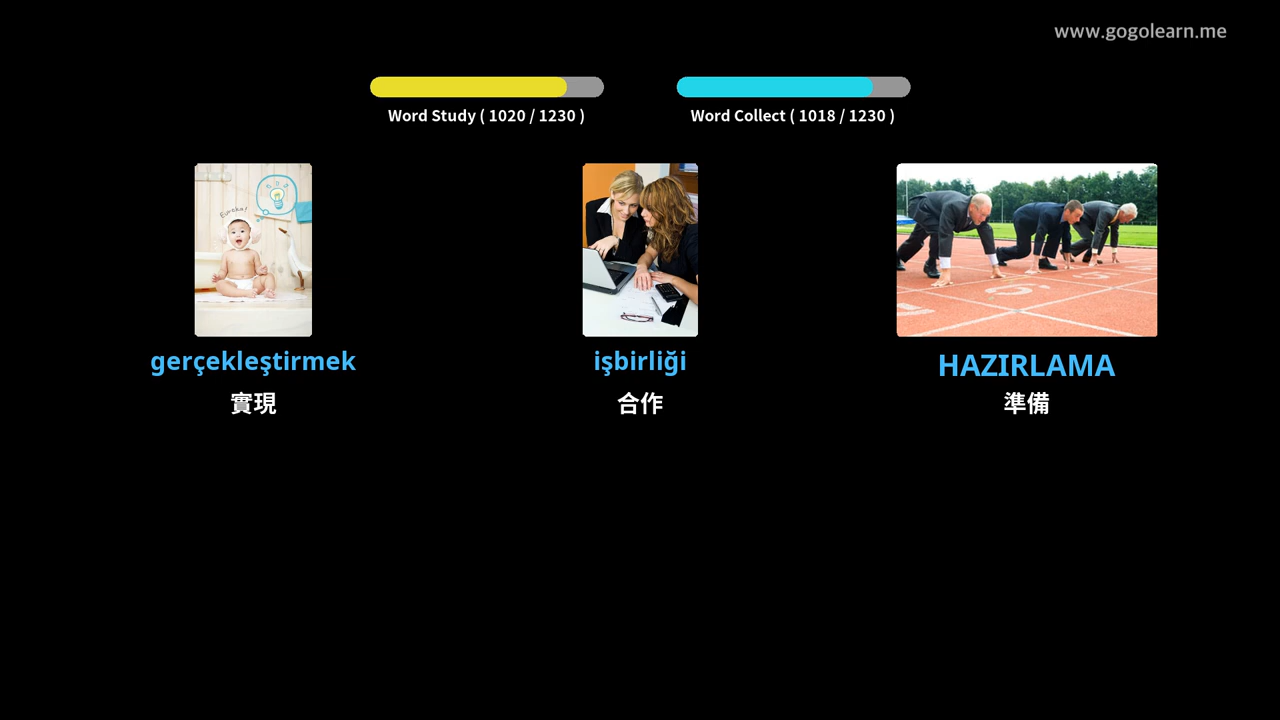 www.gogolearn.me
Word Study ( 1020 / 1230 )
Word Collect ( 1018 / 1230 )
Eureka!
gerçekleştirmek
işbirliği
HAZIRLAMA
實現
合作
準備